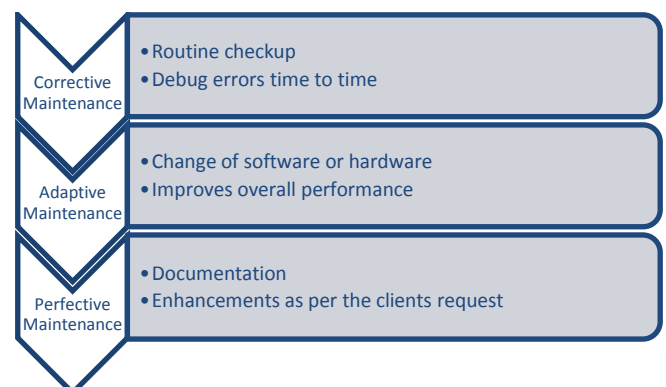 Corrective
Maintenance
•Routine checkup
•Debug errors time to time
Adaptive
Maintenance
•Change of software or hardware
•Improves overall performance
Perfective
Maintenance
•Documentation
•Enhancements as per the clients request